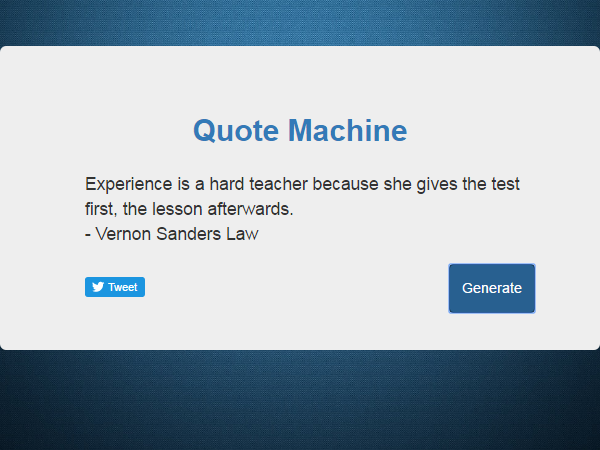 Quote Machine
Experience is a hard teacher because she gives the test
first, the lesson afterwards.
- Vernon Sanders Law
Tweet
Generate